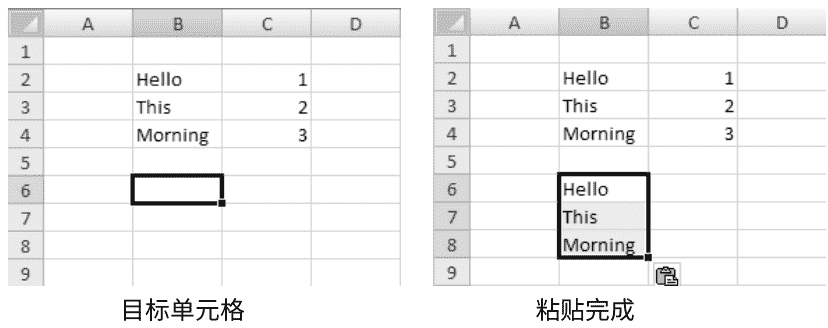 A B C D
1
2 Hello 1
3 This 2
4 Morning 3
5
6
7
8
9
目标单元格
A B C D
1
2 Hello 1
3 This 2
4 Morning 3
5
6 Hello
7 This
8 Morning
9
粘贴完成